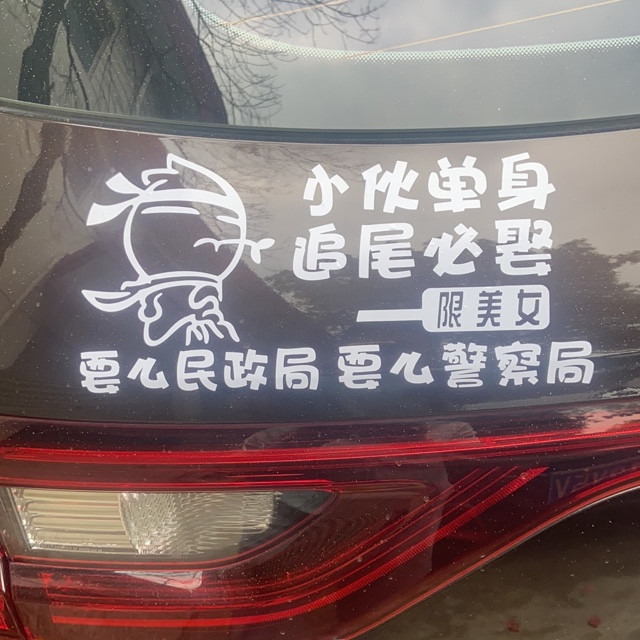 小伙单身
追尾必娶
——限美女
要么民政局 要么警察局